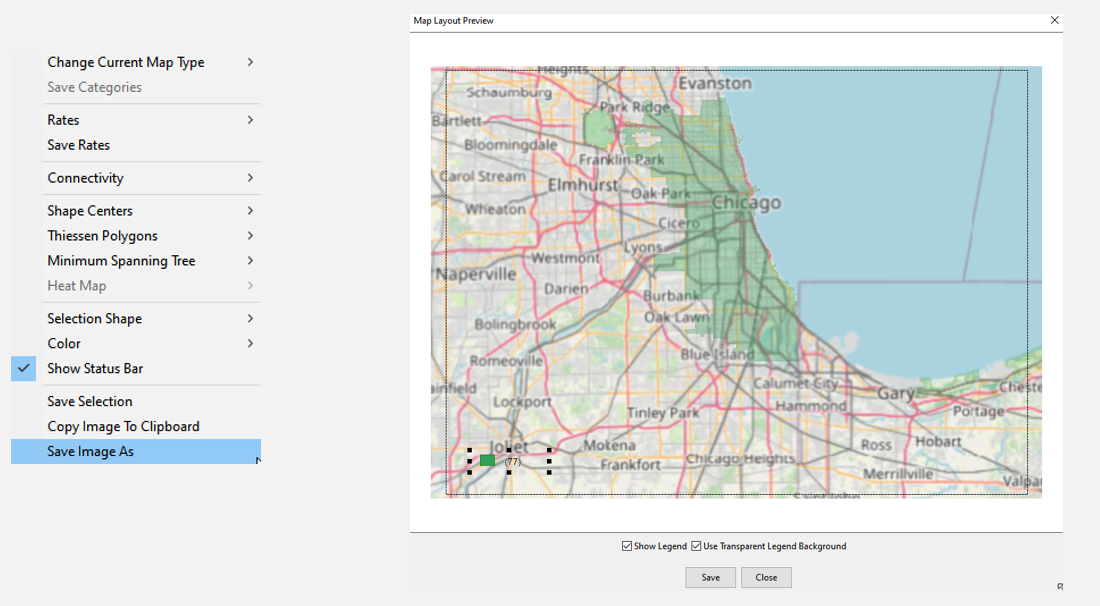 Change Current Map Type
Save Categories
Rates
Save Rates
Connectivity
Shape Centers
Thiessen Polygons
Minimum Spanning Tree
Heat Map
Selection Shape
Color
Show Status Bar
Save Selection
Copy Image To Clipboard
Save Image As
Map Layout Preview
Heights
Evanston
Schaumburg
Park Ridge
Bartlett
Bloomingdale
Franklin Park
Carol Stream
Elmhurst
Oak Park
Chicago
Wheaton
Cicero
Lyons
Westmont
Naperville
Darien
Burbank
Oak Lawn
Bolingbrook
Blue Island
Romeoville
ainfield
Calumet City
Gary
Cheste
Lockport
Hammond
Tinley Park
Portage
Joliet
Mokena
Ross
Hobart
(77)
Frankfort
Chicago Heights
Merrillville
Valpa
Show Legend
Use Transparent Legend Background
Save
Close